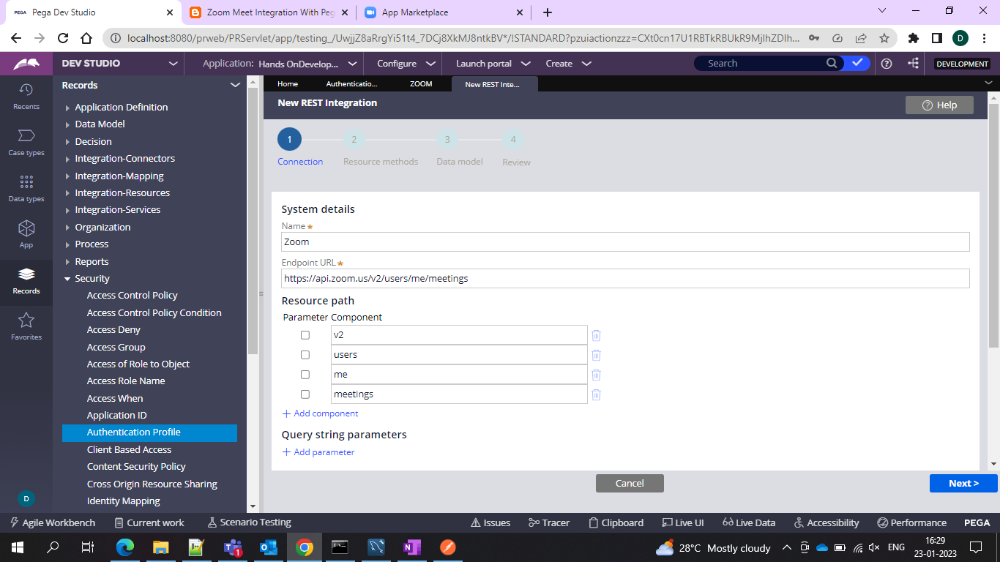 PEGA Pega Dev Studio
Zoom Meet Integration With Peg
App Marketplace
localhost:8080/prweb/PRServlet/app/testing_/UwjjZ8aRrgYi51t4_7DCj8XkMJ8ntkBV*/!STANDARD?pzuiactionzzz=CXt0cn17U1RBTkRBUkR9MjlhZDlh...
D
DEV STUDIO
Application: Hands OnDevelop...
Configure
Launch portal
Create
Search
DEVELOPMENT
Recents
Case types
Data types
App
Records
Favorites
D
Records
Application Definition
Data Model
Decision
Integration-Connectors
Integration-Mapping
Integration-Resources
Integration-Services
Organization
Process
Reports
Security
Access Control Policy
Access Control Policy Condition
Access Deny
Access Group
Access of Role to Object
Access Role Name
Access When
Application ID
Authentication Profile
Client Based Access
Content Security Policy
Cross Origin Resource Sharing
Identity Mapping
Home
Authenticatio...
ZOOM
New REST Inte...
New REST Integration
Help
1
2
3
4
Connection
Resource methods
Data model
Review
System details
Name★
Zoom
Endpoint URL★
https://api.zoom.us/v2/users/me/meetings
Resource path
Parameter Component
v2
users
me
meetings
+ Add component
Query string parameters
+ Add parameter
Cancel
Next >
Agile Workbench
Current work
Scenario Testing
Issues
Tracer
Clipboard
Live UI
Live Data
Accessibility
Performance
PEGA
28°C Mostly cloudy
ENG
16:29
23-01-2023